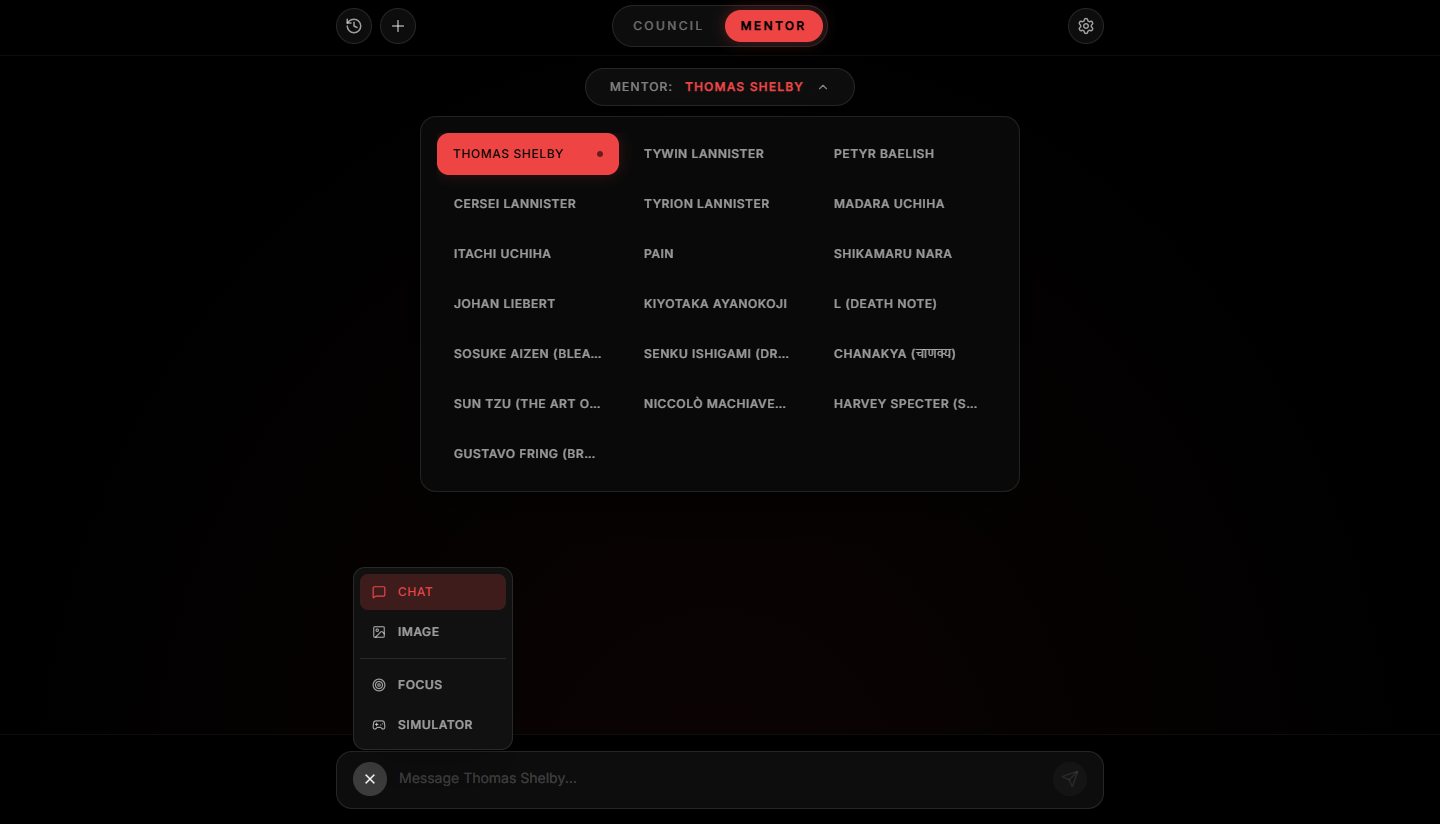 COUNCIL MENTOR
MENTOR: THOMAS SHELBY
THOMAS SHELBY TYWIN LANNISTER PETYR BAELISH
CERSEI LANNISTER TYRION LANNISTER MADARA UCHIHA
ITACHI UCHIHA PAIN SHIKAMARU NARA
JOHAN LIEBERT KIYOTAKA AYANOKOJI L (DEATH NOTE)
SOSUKE AIZEN (BLEA... SENKU ISHIGAMI (DR... CHANAKYA (चाणक्य)
SUN TZU (THE ART O... NICCOLÒ MACHIAVE... HARVEY SPECTER (S...
GUSTAVO FRING (BR...
CHAT
IMAGE
FOCUS
SIMULATOR
Message Thomas Shelby...